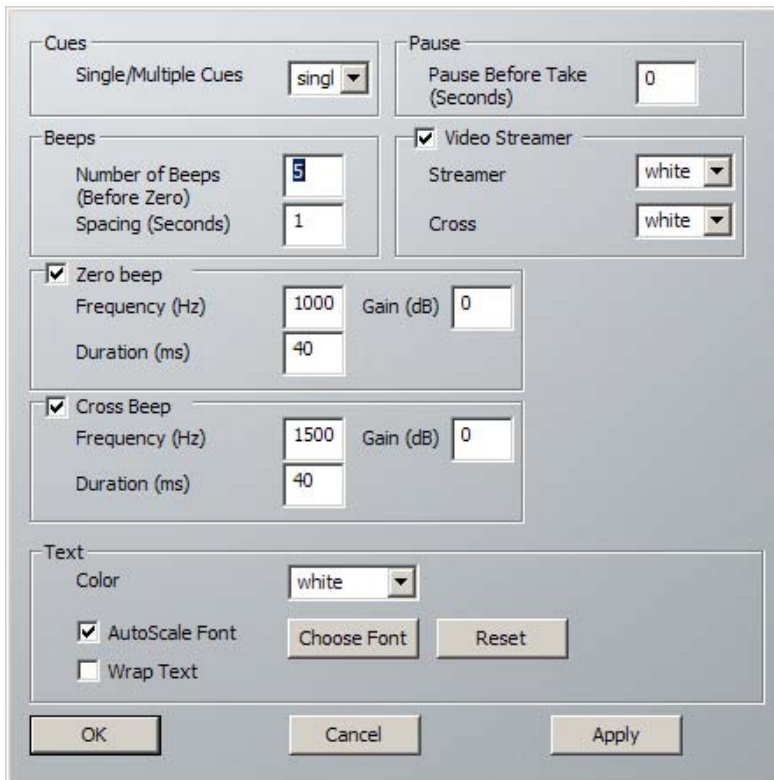 Cues
Single/Multiple Cues singl
Pause
Pause Before Take
(Seconds) 0
Beeps
Number of Beeps
(Before Zero) 5
Spacing (Seconds) 1
Video Streamer
Streamer white
Cross white
Zero beep
Frequency (Hz) 1000 Gain (dB) 0
Duration (ms) 40
Cross Beep
Frequency (Hz) 1500 Gain (dB) 0
Duration (ms) 40
Text
Color white
AutoScale Font Choose Font Reset
Wrap Text
OK Cancel Apply